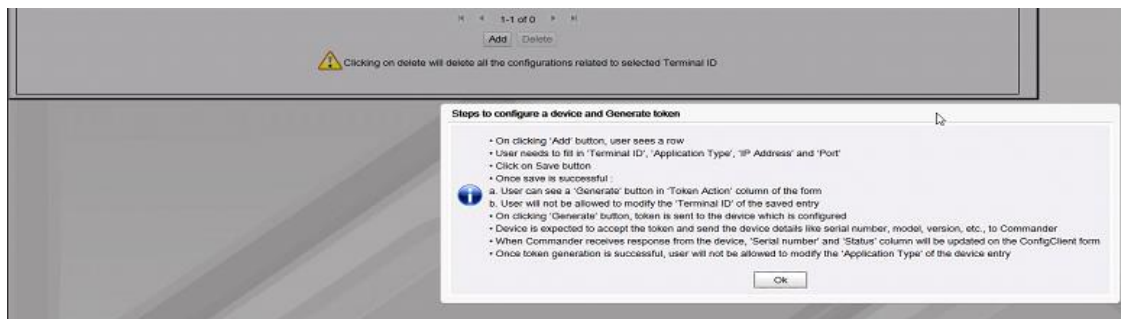 1-1 of 0
Add Delete
Clicking on delete will delete all the configurations related to selected Terminal ID
Steps to configure a device and Generate token
• On clicking 'Add' button, user sees a row
• User needs to fill in 'Terminal ID', 'Application Type', 'IP Address' and 'Port'
• Click on Save button
• Once save is successful :
a. User can see a 'Generate' button in 'Token Action' column of the form
b. User will not be allowed to modify the 'Terminal ID' of the saved entry
• On clicking 'Generate' button, token is sent to the device which is configured
• Device is expected to accept the token and send the device details like serial number, model, version, etc., to Commander
• When Commander receives response from the device, 'Serial number' and 'Status' column will be updated on the ConfigClient form
• Once token generation is successful, user will not be allowed to modify the 'Application Type' of the device entry
Ok